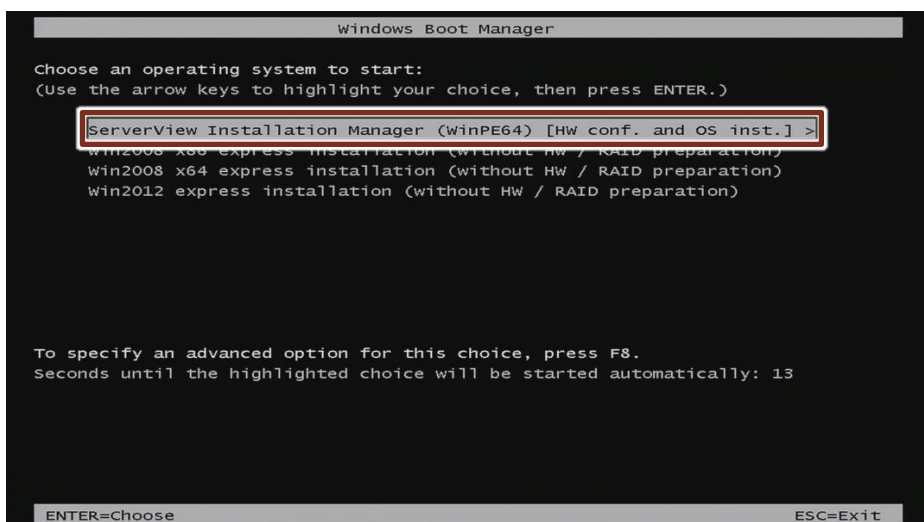 Windows Boot Manager
Choose an operating system to start:
(Use the arrow keys to highlight your choice, then press ENTER.)
ServerView Installation Manager (WinPE64) [HW conf. and OS inst.] >
Win2008 x86 express installation (without HW / RAID preparation)
Win2008 x64 express installation (without HW / RAID preparation)
Win2012 express installation (without HW / RAID preparation)
To specify an advanced option for this choice, press F8.
Seconds until the highlighted choice will be started automatically: 13
ENTER=Choose ESC=Exit